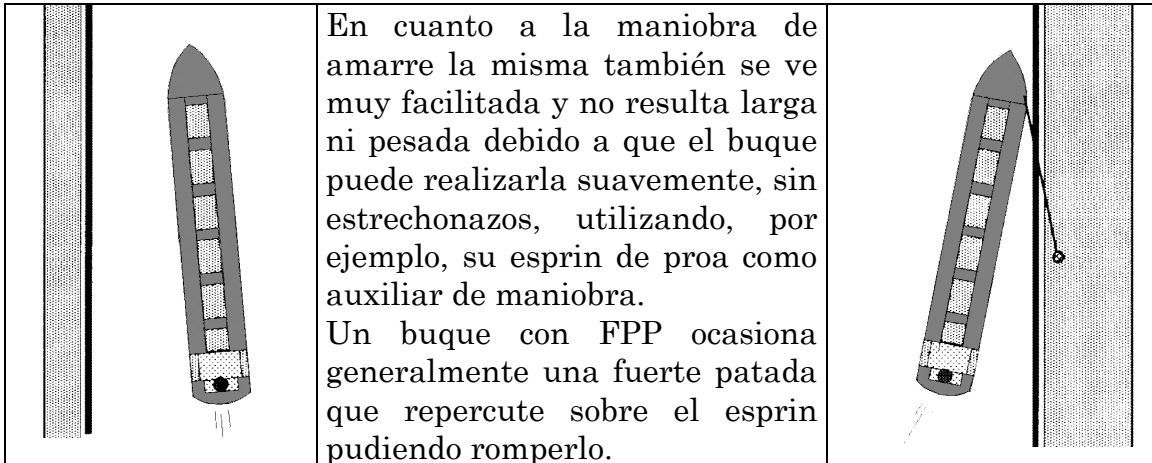 En cuanto a la maniobra de
amarre la misma también se ve
muy facilitada y no resulta larga
ni pesada debido a que el buque
puede realizarla suavemente, sin
estrechonazos, utilizando, por
ejemplo, su esprin de proa como
auxiliar de maniobra.
Un buque con FPP ocasiona
generalmente una fuerte patada
que repercute sobre el esprin
pudiendo romperlo.